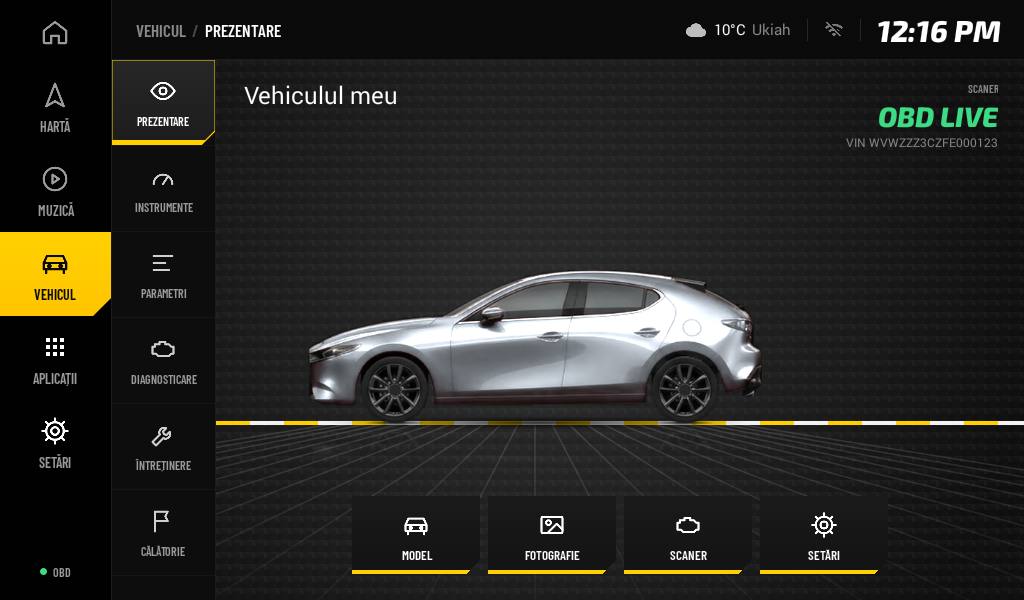 VEHICUL / PREZENTARE
10°C Ukiah
12:16 PM
HARTĂ
MUZICĂ
VEHICUL
APLICAȚII
SETĂRI
OBD
PREZENTARE
INSTRUMENTE
PARAMETRI
DIAGNOSTICARE
ÎNTREȚINERE
CĂLĂTORIE
Vehiculul meu
SCANER
OBD LIVE
VIN WVWZZZ3CZFE000123
MODEL
FOTOGRAFIE
SCANER
SETĂRI